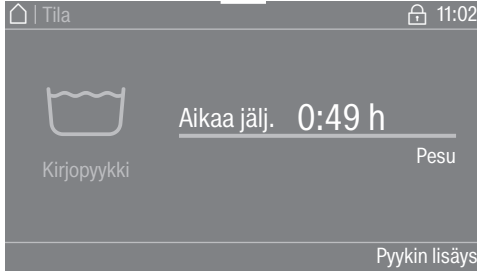 | Tila 11:02
Aikaa jälj. 0:49 h
Pesu
Kirjopyykki
Pyykin lisäys